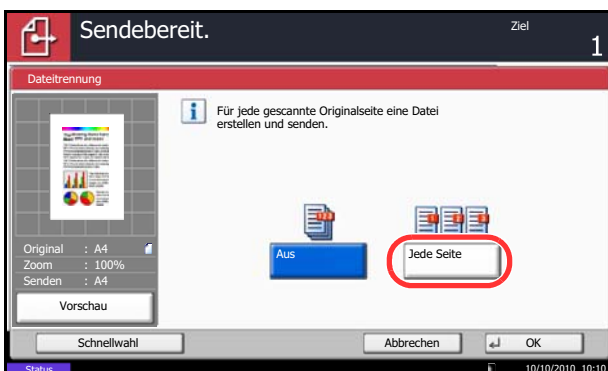 Sendebereit.
Ziel
1
Dateitrennung
Für jede gescannte Originalseite eine Datei
erstellen und senden.
Original : A4
Zoom : 100%
Senden : A4
Vorschau
Aus
Jede Seite
Schnellwahl
Abbrechen
OK
Status
10/10/2010 10:10